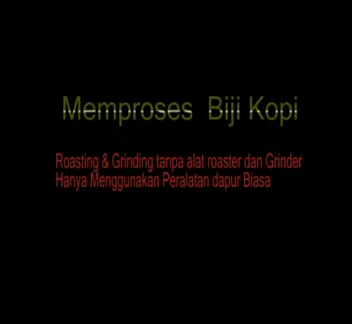 Memproses Biji Kopi
Roasting & Grinding tanpa alat roaster dan Grinder
Hanya Menggunakan Peralatan dapur Biasa